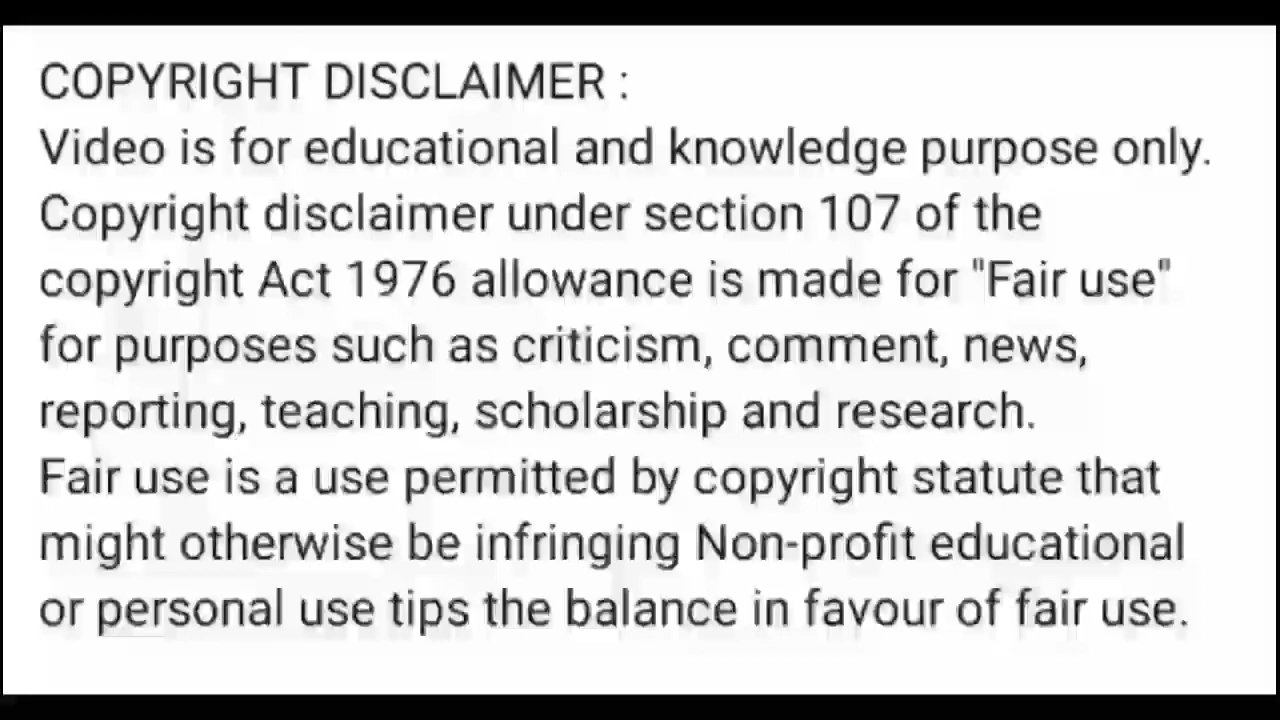 COPYRIGHT DISCLAIMER :
Video is for educational and knowledge purpose only.
Copyright disclaimer under section 107 of the
copyright Act 1976 allowance is made for "Fair use"
for purposes such as criticism, comment, news,
reporting, teaching, scholarship and research.
Fair use is a use permitted by copyright statute that
might otherwise be infringing Non-profit educational
or personal use tips the balance in favour of fair use.